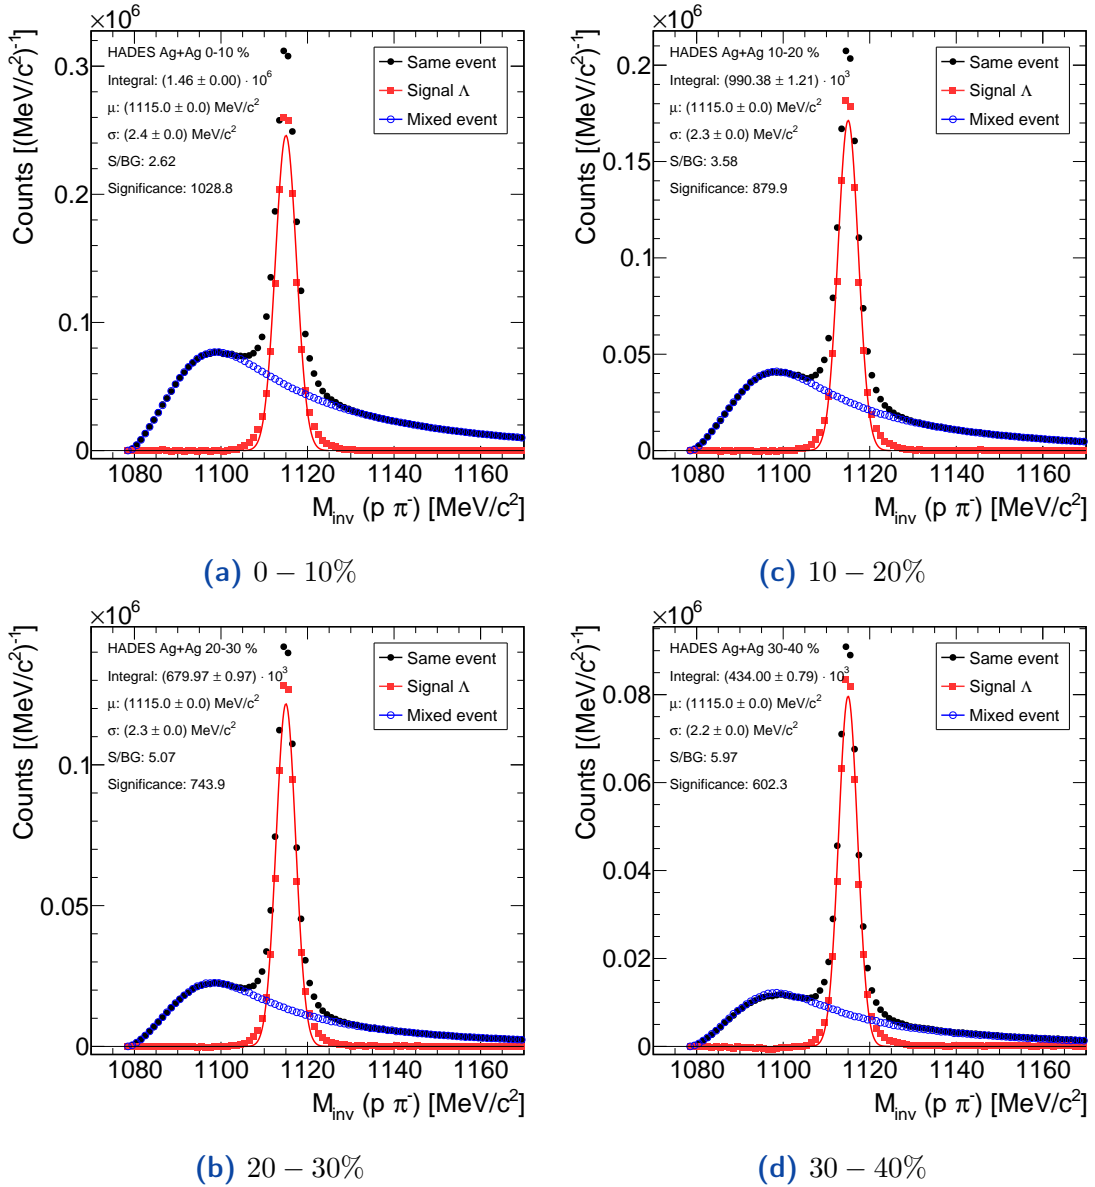 ×10⁶
HADES Ag+Ag 0-10 %
Integral: (1.46 ± 0.00) · 10⁶
μ: (1115.0 ± 0.0) MeV/c²
σ: (2.4 ± 0.0) MeV/c²
S/BG: 2.62
Significance: 1028.8
Same event
Signal Λ
Mixed event
Counts [(MeV/c²)⁻¹]
0.3
0.2
0.1
0
1080 1100 1120 1140 1160
M_inv (p π⁻) [MeV/c²]
(a) 0 – 10%
×10⁶
HADES Ag+Ag 10-20 %
Integral: (990.38 ± 1.21) · 10³
μ: (1115.0 ± 0.0) MeV/c²
σ: (2.3 ± 0.0) MeV/c²
S/BG: 3.58
Significance: 879.9
Same event
Signal Λ
Mixed event
Counts [(MeV/c²)⁻¹]
0.2
0.15
0.1
0.05
0
1080 1100 1120 1140 1160
M_inv (p π⁻) [MeV/c²]
(c) 10 – 20%
×10⁶
HADES Ag+Ag 20-30 %
Integral: (679.97 ± 0.97) · 10³
μ: (1115.0 ± 0.0) MeV/c²
σ: (2.3 ± 0.0) MeV/c²
S/BG: 5.07
Significance: 743.9
Same event
Signal Λ
Mixed event
Counts [(MeV/c²)⁻¹]
0.1
0.05
0
1080 1100 1120 1140 1160
M_inv (p π⁻) [MeV/c²]
(b) 20 – 30%
×10⁶
HADES Ag+Ag 30-40 %
Integral: (434.00 ± 0.79) · 10³
μ: (1115.0 ± 0.0) MeV/c²
σ: (2.2 ± 0.0) MeV/c²
S/BG: 5.97
Significance: 602.3
Same event
Signal Λ
Mixed event
Counts [(MeV/c²)⁻¹]
0.08
0.06
0.04
0.02
0
1080 1100 1120 1140 1160
M_inv (p π⁻) [MeV/c²]
(d) 30 – 40%